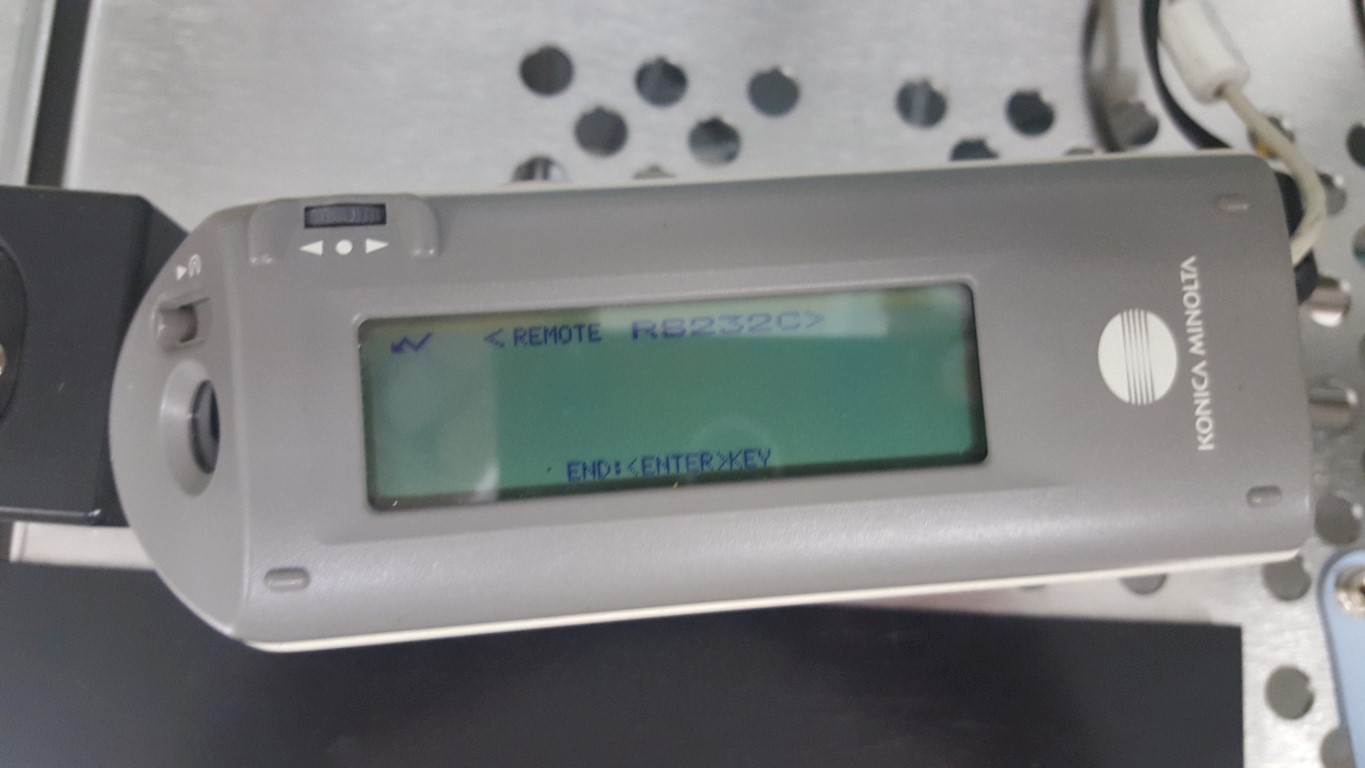 <REMOTE RS232C>
END:<ENTER>KEY
KONICA MINOLTA